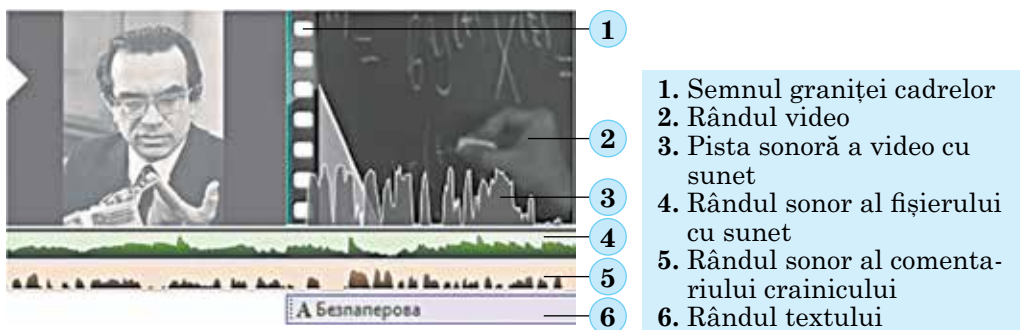 1
2
3
4
5
6
A Безпаперова
1. Semnul graniței cadrelor
2. Rândul video
3. Pista sonoră a video cu
sunet
4. Rândul sonor al fișierului
cu sunet
5. Rândul sonor al comenta-
riului crainicului
6. Rândul textului